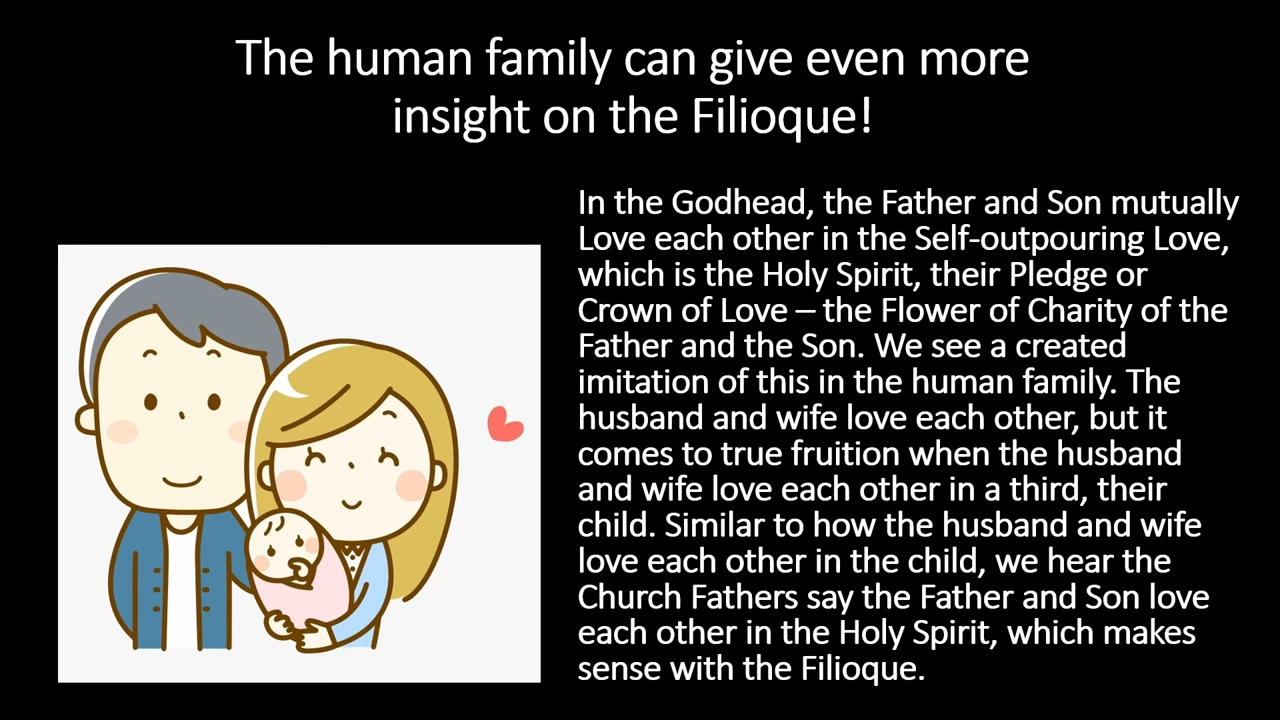 The human family can give even more
insight on the Filioque!
In the Godhead, the Father and Son mutually
Love each other in the Self-outpouring Love,
which is the Holy Spirit, their Pledge or
Crown of Love – the Flower of Charity of the
Father and the Son. We see a created
imitation of this in the human family. The
husband and wife love each other, but it
comes to true fruition when the husband
and wife love each other in a third, their
child. Similar to how the husband and wife
love each other in the child, we hear the
Church Fathers say the Father and Son love
each other in the Holy Spirit, which makes
sense with the Filioque.